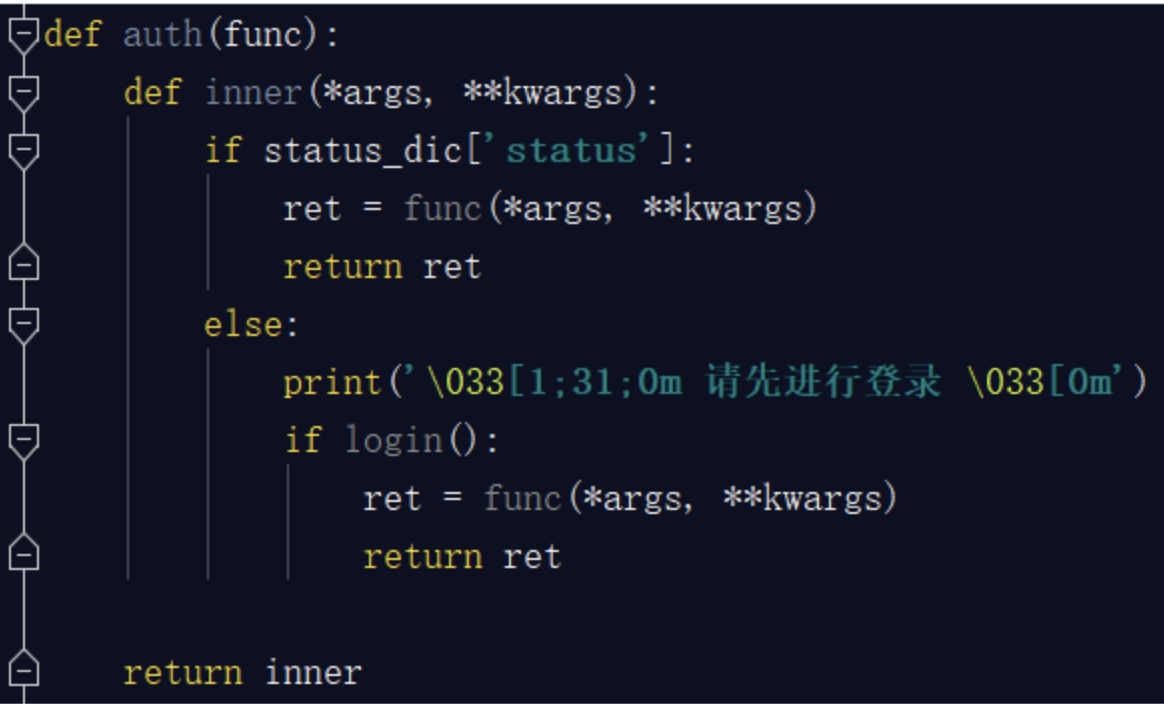 def auth(func):
    def inner(*args, **kwargs):
        if status_dic['status']:
            ret = func(*args, **kwargs)
            return ret
        else:
            print('\033[1;31;0m 请先进行登录 \033[0m')
            if login():
                ret = func(*args, **kwargs)
                return ret
    return inner